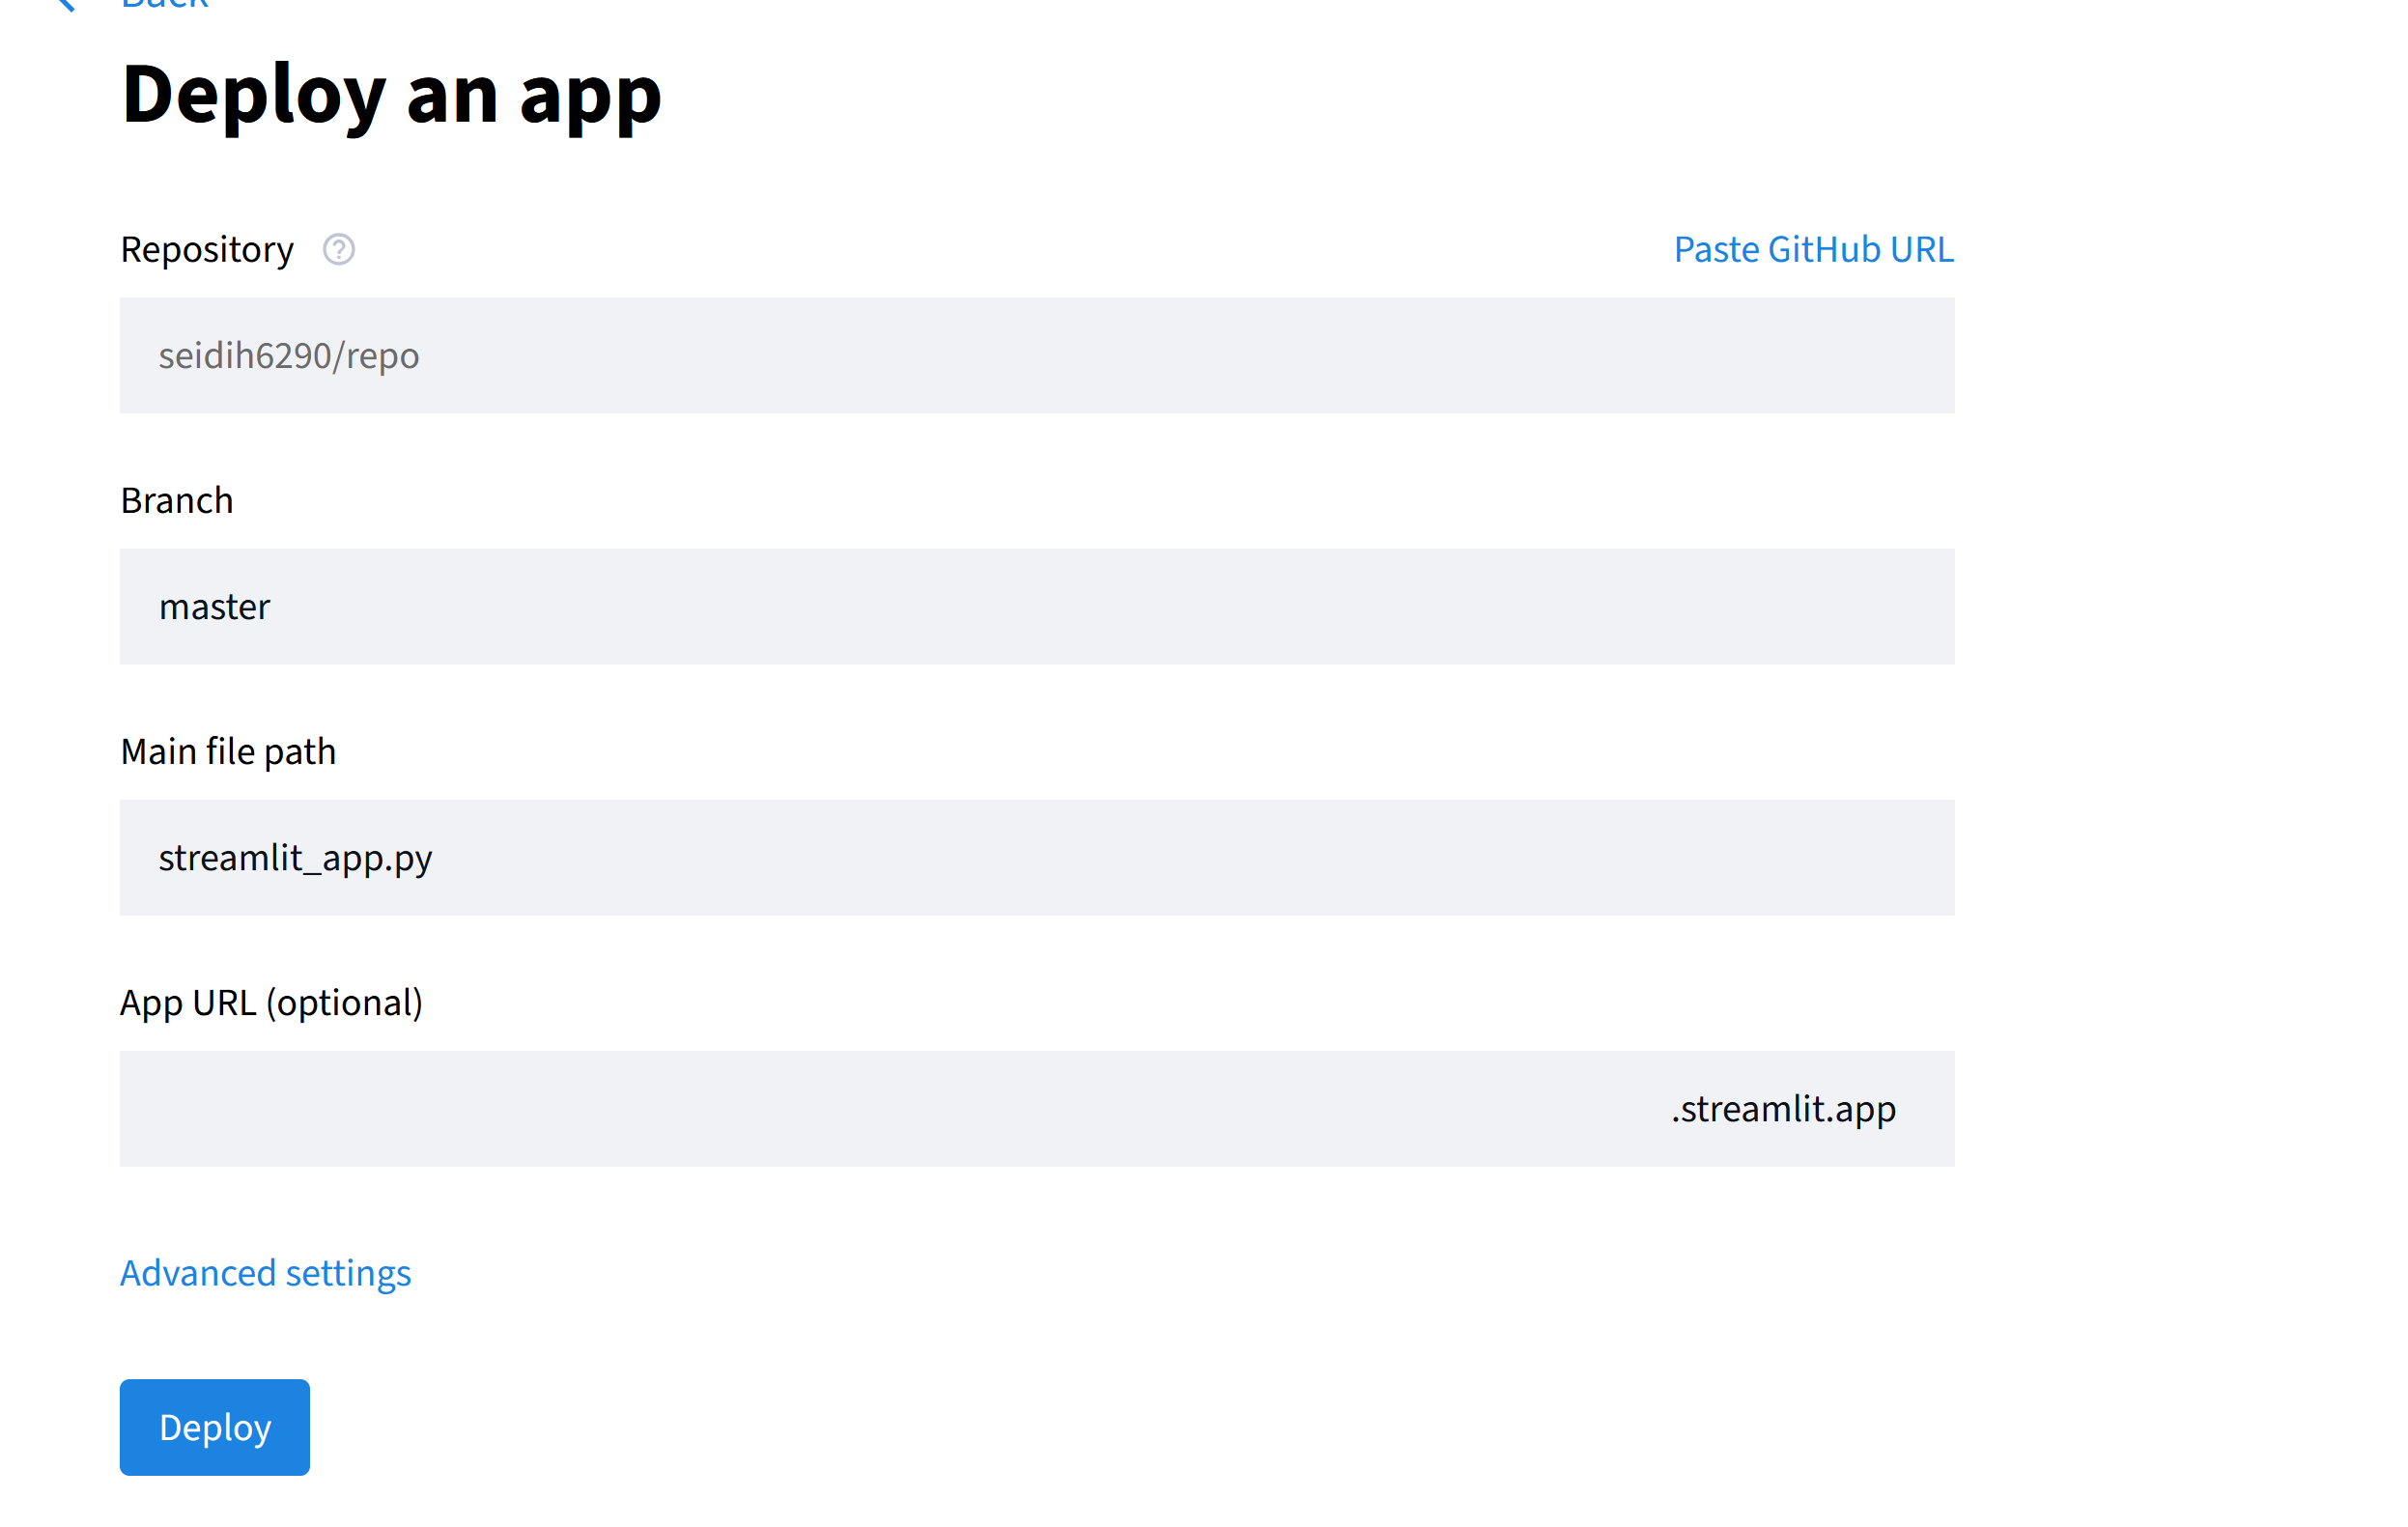 Back
Deploy an app
Repository
Paste GitHub URL
seidih6290/repo
Branch
master
Main file path
streamlit_app.py
App URL (optional)
.streamlit.app
Advanced settings
Deploy